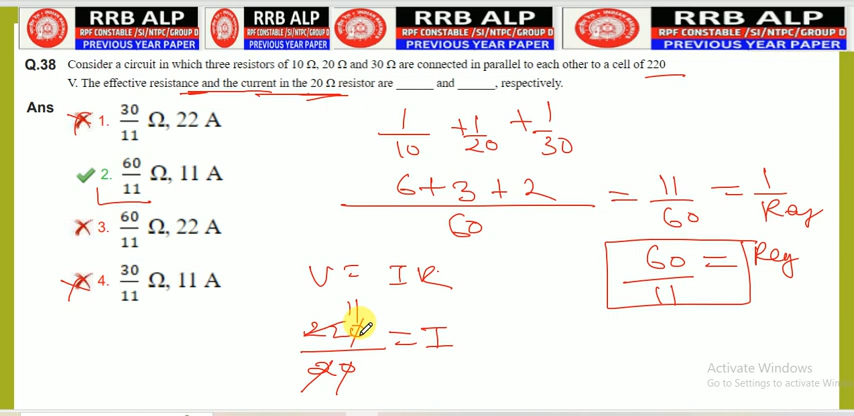 RRB ALP RRB ALP RRB ALP RRB ALP
RPF CONSTABLE /SI/NTPC/GROUP D RPF CONSTABLE /SI/NTPC/GROUP D RPF CONSTABLE /SI/NTPC/GROUP D RPF CONSTABLE /SI/NTPC/GROUP D
PREVIOUS YEAR PAPER PREVIOUS YEAR PAPER PREVIOUS YEAR PAPER PREVIOUS YEAR PAPER
Q.38 Consider a circuit in which three resistors of 10 Ω, 20 Ω and 30 Ω are connected in parallel to each other to a cell of 220
V. The effective resistance and the current in the 20 Ω resistor are ______ and ______, respectively.
Ans
1. 30/11 Ω, 22 A
2. 60/11 Ω, 11 A
3. 60/11 Ω, 22 A
4. 30/11 Ω, 11 A
1/10 + 1/20 + 1/30
6+3+2/60 = 11/60 = 1/Req
60/11 = Req
V = IR
220/20 = I
11
Activate Windows
Go to Settings to activate Win